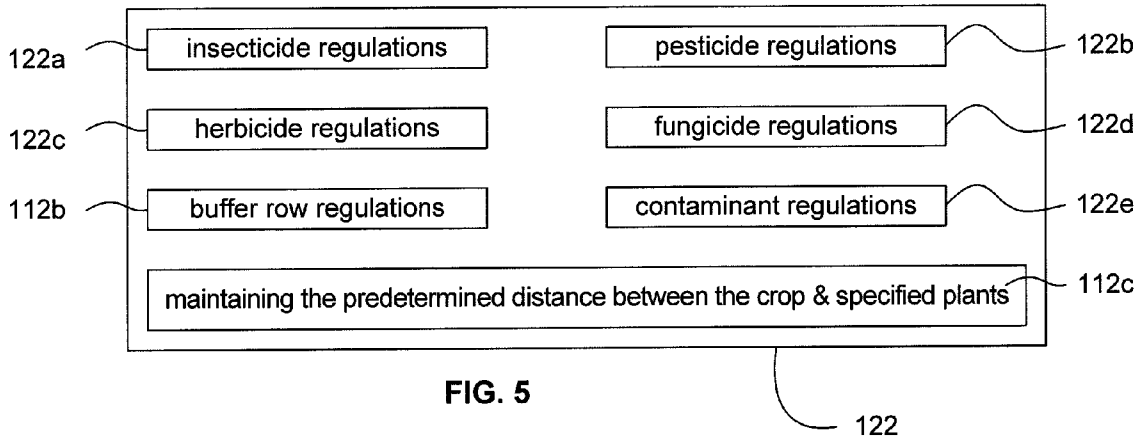 122a insecticide regulations pesticide regulations 122b
122c herbicide regulations fungicide regulations 122d
112b buffer row regulations contaminant regulations 122e
maintaining the predetermined distance between the crop & specified plants 112c
FIG. 5
122